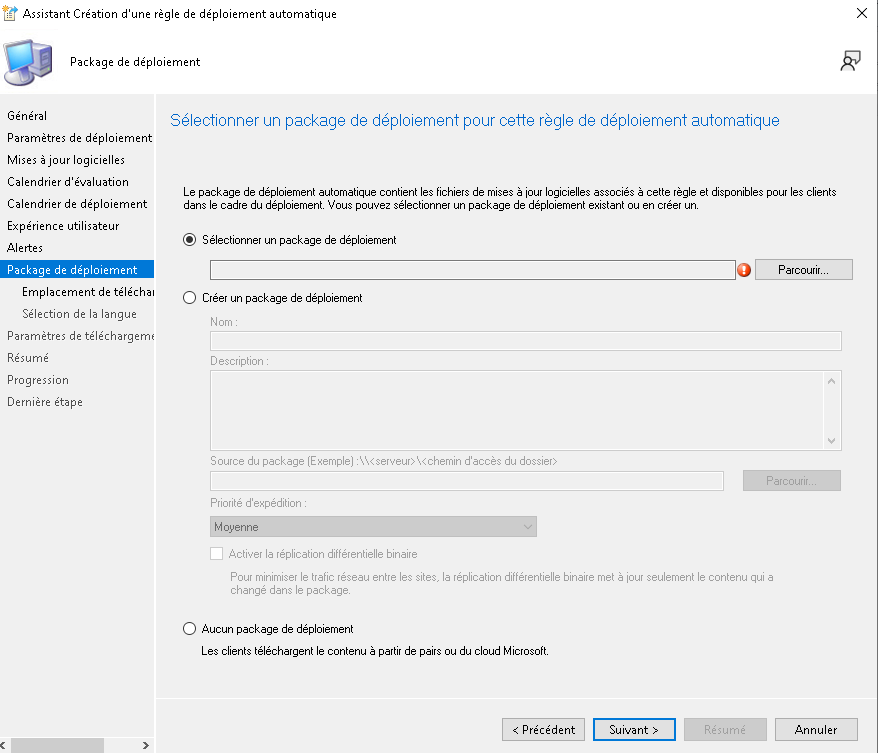 Assistant Création d'une règle de déploiement automatique
Package de déploiement
Général
Paramètres de déploiement
Mises à jour logicielles
Calendrier d'évaluation
Calendrier de déploiement
Expérience utilisateur
Alertes
Package de déploiement
Emplacement de téléchar
Sélection de la langue
Paramètres de téléchargeme
Résumé
Progression
Dernière étape
Sélectionner un package de déploiement pour cette règle de déploiement automatique
Le package de déploiement automatique contient les fichiers de mises à jour logicielles associés à cette règle et disponibles pour les clients
dans le cadre du déploiement. Vous pouvez sélectionner un package de déploiement existant ou en créer un.
Sélectionner un package de déploiement
Parcourir...
Créer un package de déploiement
Nom :
Description :
Source du package (Exemple) :\\<serveur>\<chemin d'accès du dossier>
Parcourir...
Priorité d'expédition :
Moyenne
Activer la réplication différentielle binaire
Pour minimiser le trafic réseau entre les sites, la réplication différentielle binaire met à jour seulement le contenu qui a
changé dans le package.
Aucun package de déploiement
Les clients téléchargent le contenu à partir de pairs ou du cloud Microsoft.
< Précédent
Suivant >
Résumé
Annuler